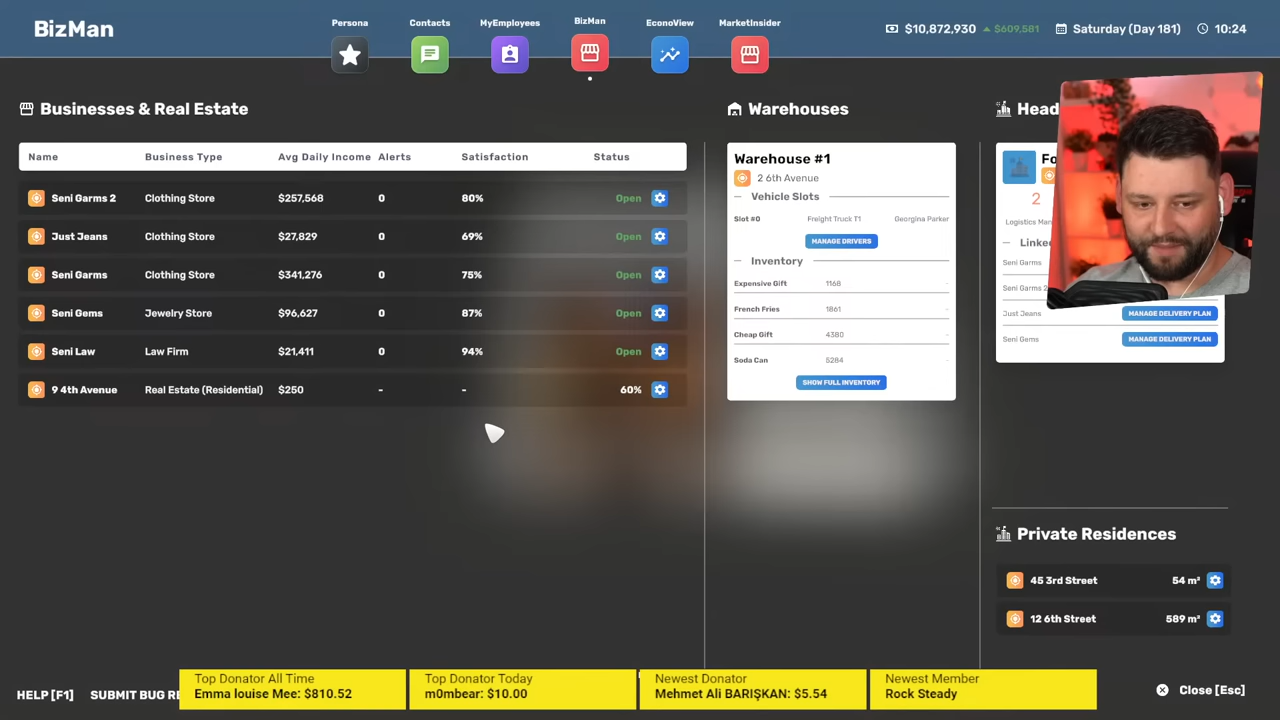 BizMan
Persona
Contacts
MyEmployees
BizMan
EconoView
MarketInsider
$10,872,930 $609,581
Saturday (Day 181)
10:24
Businesses & Real Estate
Name Business Type Avg Daily Income Alerts Satisfaction Status
Seni Garms 2 Clothing Store $257,568 0 80% Open
Just Jeans Clothing Store $27,829 0 69% Open
Seni Garms Clothing Store $341,276 0 75% Open
Seni Gems Jewelry Store $96,627 0 87% Open
Seni Law Law Firm $21,411 0 94% Open
9 4th Avenue Real Estate (Residential) $250 - - 60%
Warehouses
Warehouse #1
2 6th Avenue
Vehicle Slots
Slot #0 Freight Truck T1 Georgina Parker
MANAGE DRIVERS
Inventory
Expensive Gift 1168 -
French Fries 1861 -
Cheap Gift 4380 -
Soda Can 5284 -
SHOW FULL INVENTORY
Head
Fo
2
Logistics Man
Linke
Seni Garms
Seni Garms 2
Just Jeans MANAGE DELIVERY PLAN
Seni Gems MANAGE DELIVERY PLAN
Private Residences
45 3rd Street 54 m²
12 6th Street 589 m²
HELP [F1] SUBMIT BUG RE
Top Donator All Time
Emma louise Mee: $810.52
Top Donator Today
m0mbear: $10.00
Newest Donator
Mehmet Ali BARIŞKAN: $5.54
Newest Member
Rock Steady
Close [Esc]